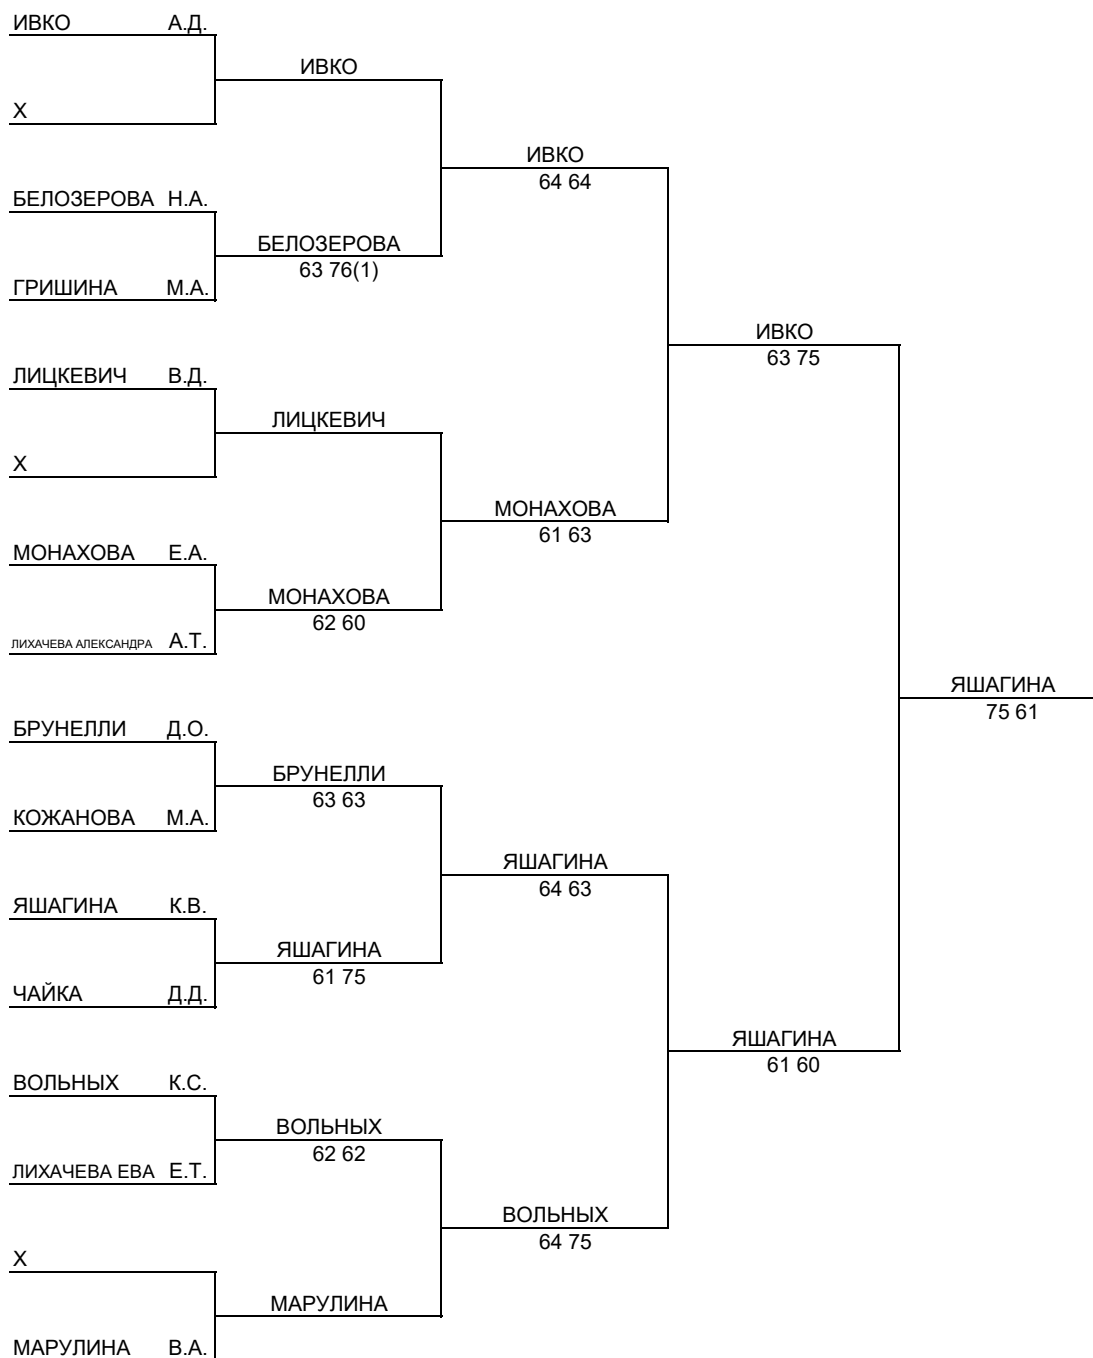 ИВКО А.Д.
ИВКО
X
ИВКО
64 64
БЕЛОЗЕРОВА Н.А.
БЕЛОЗЕРОВА
63 76(1)
ГРИШИНА М.А.
ИВКО
63 75
ЛИЦКЕВИЧ В.Д.
ЛИЦКЕВИЧ
X
МОНАХОВА
61 63
МОНАХОВА Е.А.
МОНАХОВА
62 60
ЛИХАЧЕВА АЛЕКСАНДРА А.Т.
ЯШАГИНА
75 61
БРУНЕЛЛИ Д.О.
БРУНЕЛЛИ
63 63
КОЖАНОВА М.А.
ЯШАГИНА
64 63
ЯШАГИНА К.В.
ЯШАГИНА
61 75
ЧАЙКА Д.Д.
ЯШАГИНА
61 60
ВОЛЬНЫХ К.С.
ВОЛЬНЫХ
62 62
ЛИХАЧЕВА ЕВА Е.Т.
ВОЛЬНЫХ
64 75
X
МАРУЛИНА
МАРУЛИНА В.А.